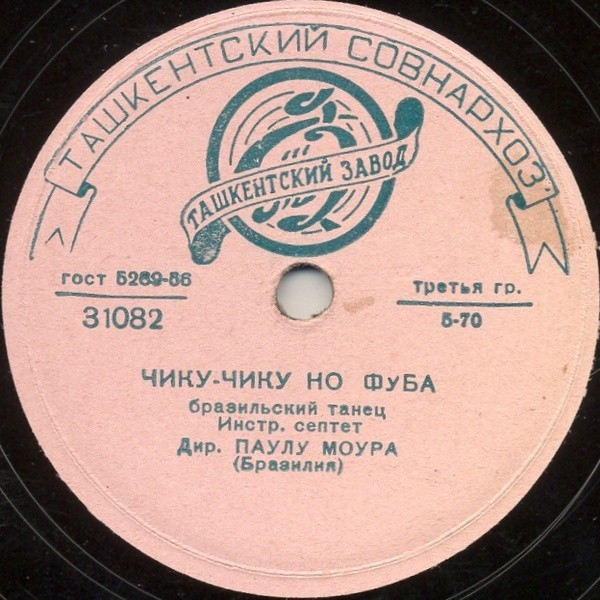 ТАШКЕНТСКИЙ СОВНАРХОЗ
ТАШКЕНТСКИЙ ЗАВОД
гост 5289-56
31082
третья гр.
5-70
ЧИКУ-ЧИКУ НО ФУБА
бразильский танец
Инстр. септет
Дир. ПАУЛУ МОУРА
(Бразилия)